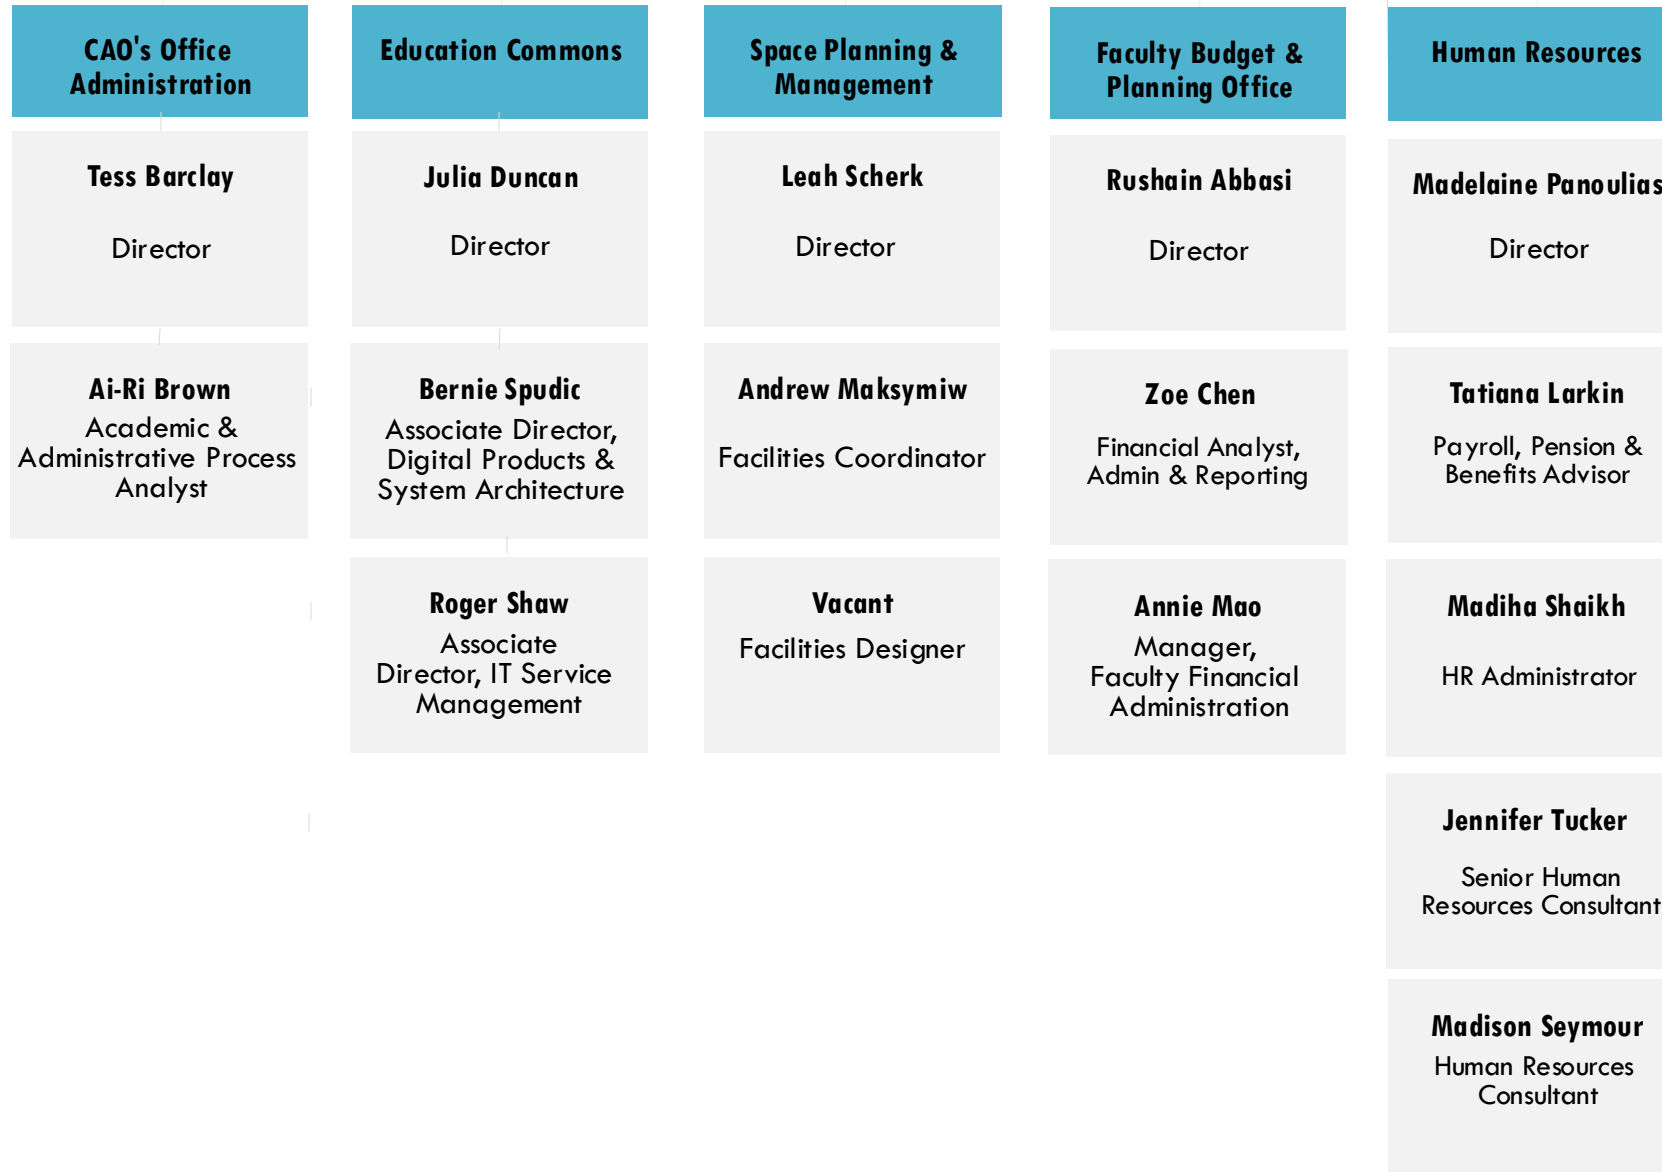 CAO's Office
Administration
Tess Barclay
Director
Ai-Ri Brown
Academic &
Administrative Process
Analyst
Education Commons
Julia Duncan
Director
Bernie Spudic
Associate Director,
Digital Products &
System Architecture
Roger Shaw
Associate
Director, IT Service
Management
Space Planning &
Management
Leah Scherk
Director
Andrew Maksymiw
Facilities Coordinator
Vacant
Facilities Designer
Faculty Budget &
Planning Office
Rushain Abbasi
Director
Zoe Chen
Financial Analyst,
Admin & Reporting
Annie Mao
Manager,
Faculty Financial
Administration
Human Resources
Madelaine Panoulias
Director
Tatiana Larkin
Payroll, Pension &
Benefits Advisor
Madiha Shaikh
HR Administrator
Jennifer Tucker
Senior Human
Resources Consultant
Madison Seymour
Human Resources
Consultant